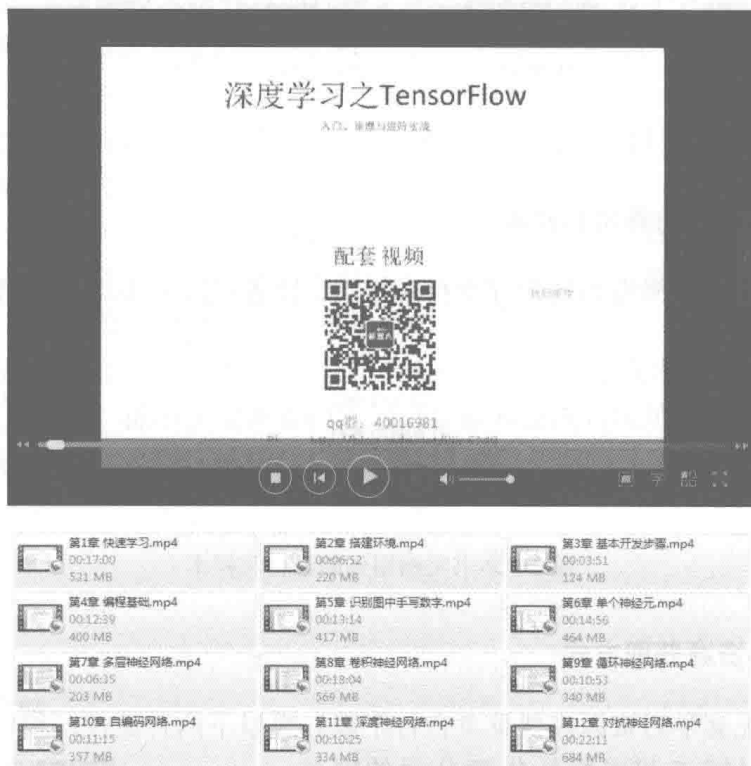 深度学习之TensorFlow
入门、原理与进阶实战
配套 视频
qq群：40016981
第1章 快速学习.mp4
00:17:00
521 MB
第2章 搭建环境.mp4
00:06:52
220 MB
第3章 基本开发步骤.mp4
00:03:51
124 MB
第4章 编程基础.mp4
00:12:39
400 MB
第5章 识别图中手写数字.mp4
00:13:14
417 MB
第6章 单个神经元.mp4
00:14:56
464 MB
第7章 多层神经网络.mp4
00:06:35
203 MB
第8章 卷积神经网络.mp4
00:18:04
569 MB
第9章 循环神经网络.mp4
00:10:53
340 MB
第10章 自编码网络.mp4
00:11:15
357 MB
第11章 深度神经网络.mp4
00:10:25
334 MB
第12章 对抗神经网络.mp4
00:22:11
684 MB